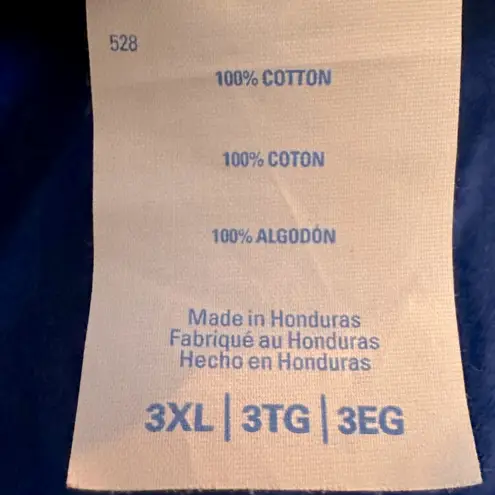 528
100% COTTON
100% COTON
100% ALGODÓN
Made in Honduras
Fabriqué au Honduras
Hecho en Honduras
3XL | 3TG | 3EG